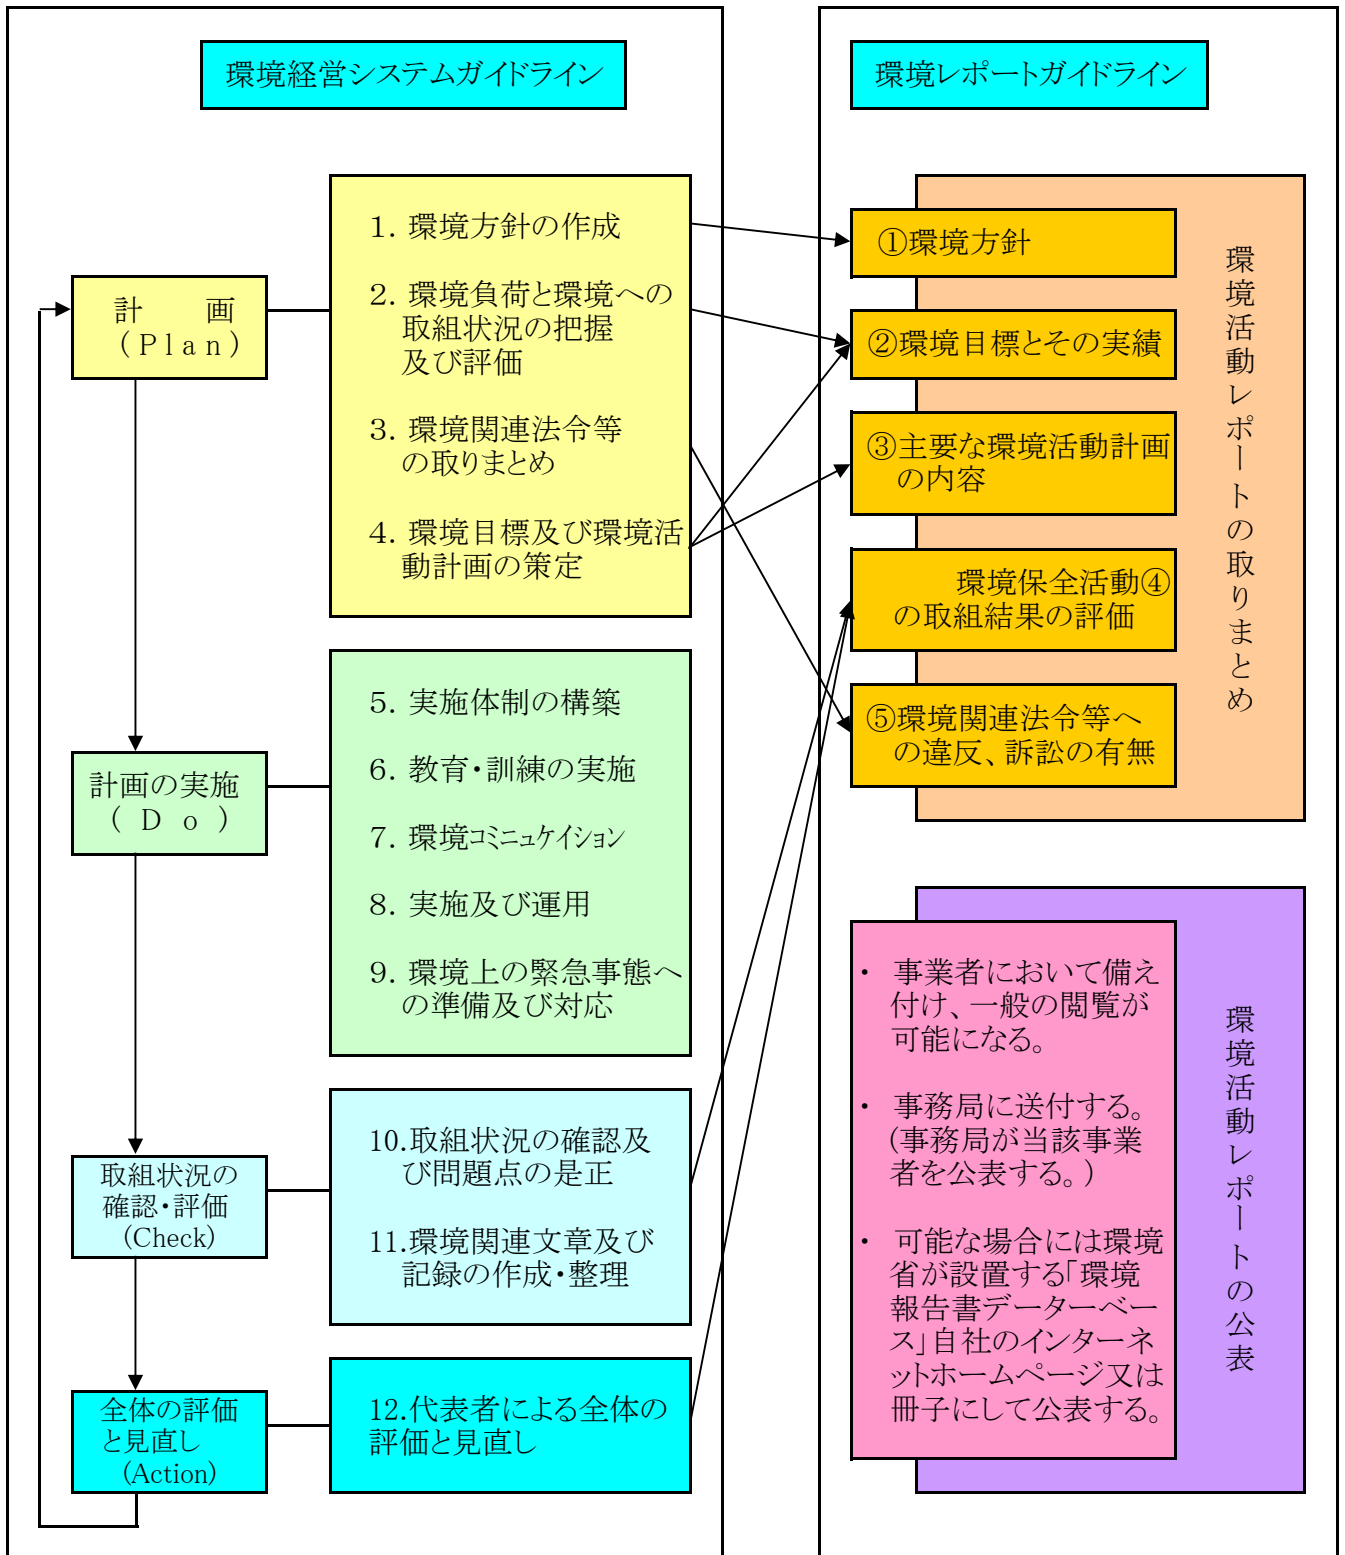 環境経営システムガイドライン
計　　画
(Plan)
1. 環境方針の作成
2. 環境負荷と環境への
取組状況の把握
及び評価
3. 環境関連法令等
の取りまとめ
4. 環境目標及び環境活
動計画の策定
計画の実施
( D o )
5. 実施体制の構築
6. 教育・訓練の実施
7. 環境コミニュケイション
8. 実施及び運用
9. 環境上の緊急事態へ
の準備及び対応
取組状況の
確認・評価
(Check)
10.取組状況の確認及
び問題点の是正
11.環境関連文章及び
記録の作成・整理
全体の評価
と見直し
(Action)
12.代表者による全体の
評価と見直し
環境レポートガイドライン
①環境方針
②環境目標とその実績
③主要な環境活動計画
の内容
環境保全活動④
の取組結果の評価
⑤環境関連法令等へ
の違反、訴訟の有無
環境活動レポートの取りまとめ
・ 事業者において備え
付け、一般の閲覧が
可能になる。
・ 事務局に送付する。
(事務局が当該事業
者を公表する。)
・ 可能な場合には環境
省が設置する「環境
報告書データーベー
ス」自社のインターネ
ットホームページ又は
冊子にして公表する。
環境活動レポートの公表